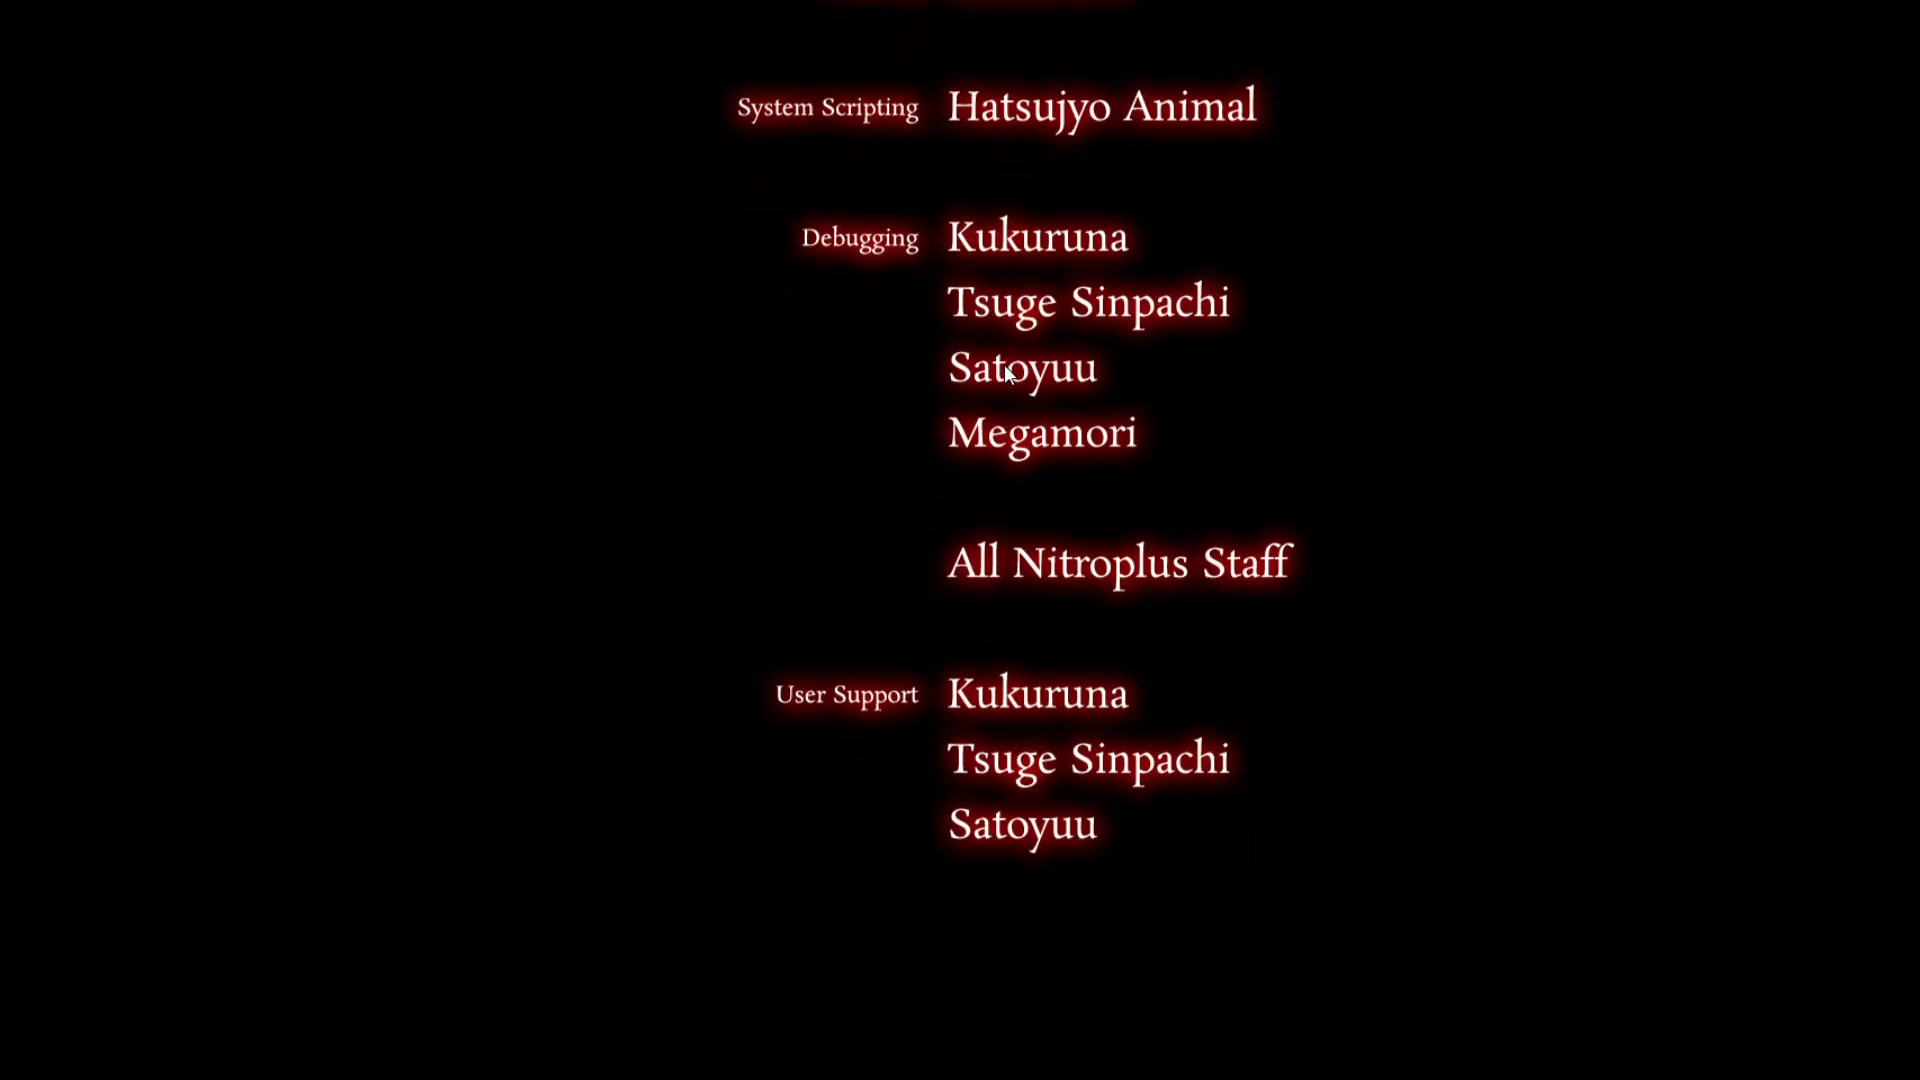 System Scripting Hatsujyo Animal
Debugging Kukuruna
Tsuge Sinpachi
Satoyuu
Megamori
All Nitroplus Staff
User Support Kukuruna
Tsuge Sinpachi
Satoyuu